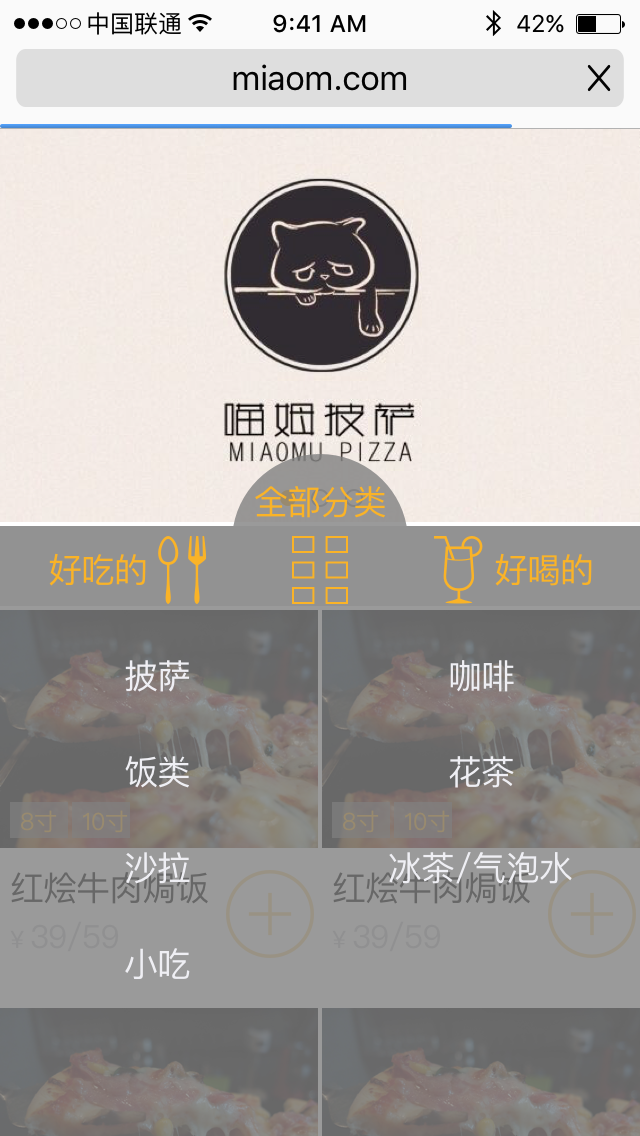 中国联通 9:41 AM 42%
miaom.com
喵姆披萨
MIAOMU PIZZA
全部分类
好吃的 好喝的
披萨 咖啡
饭类 花茶
8寸 10寸 8寸 10寸
沙拉 冰茶/气泡水
红烩牛肉焗饭 红烩牛肉焗饭
¥ 39/59 ¥ 39/59
小吃